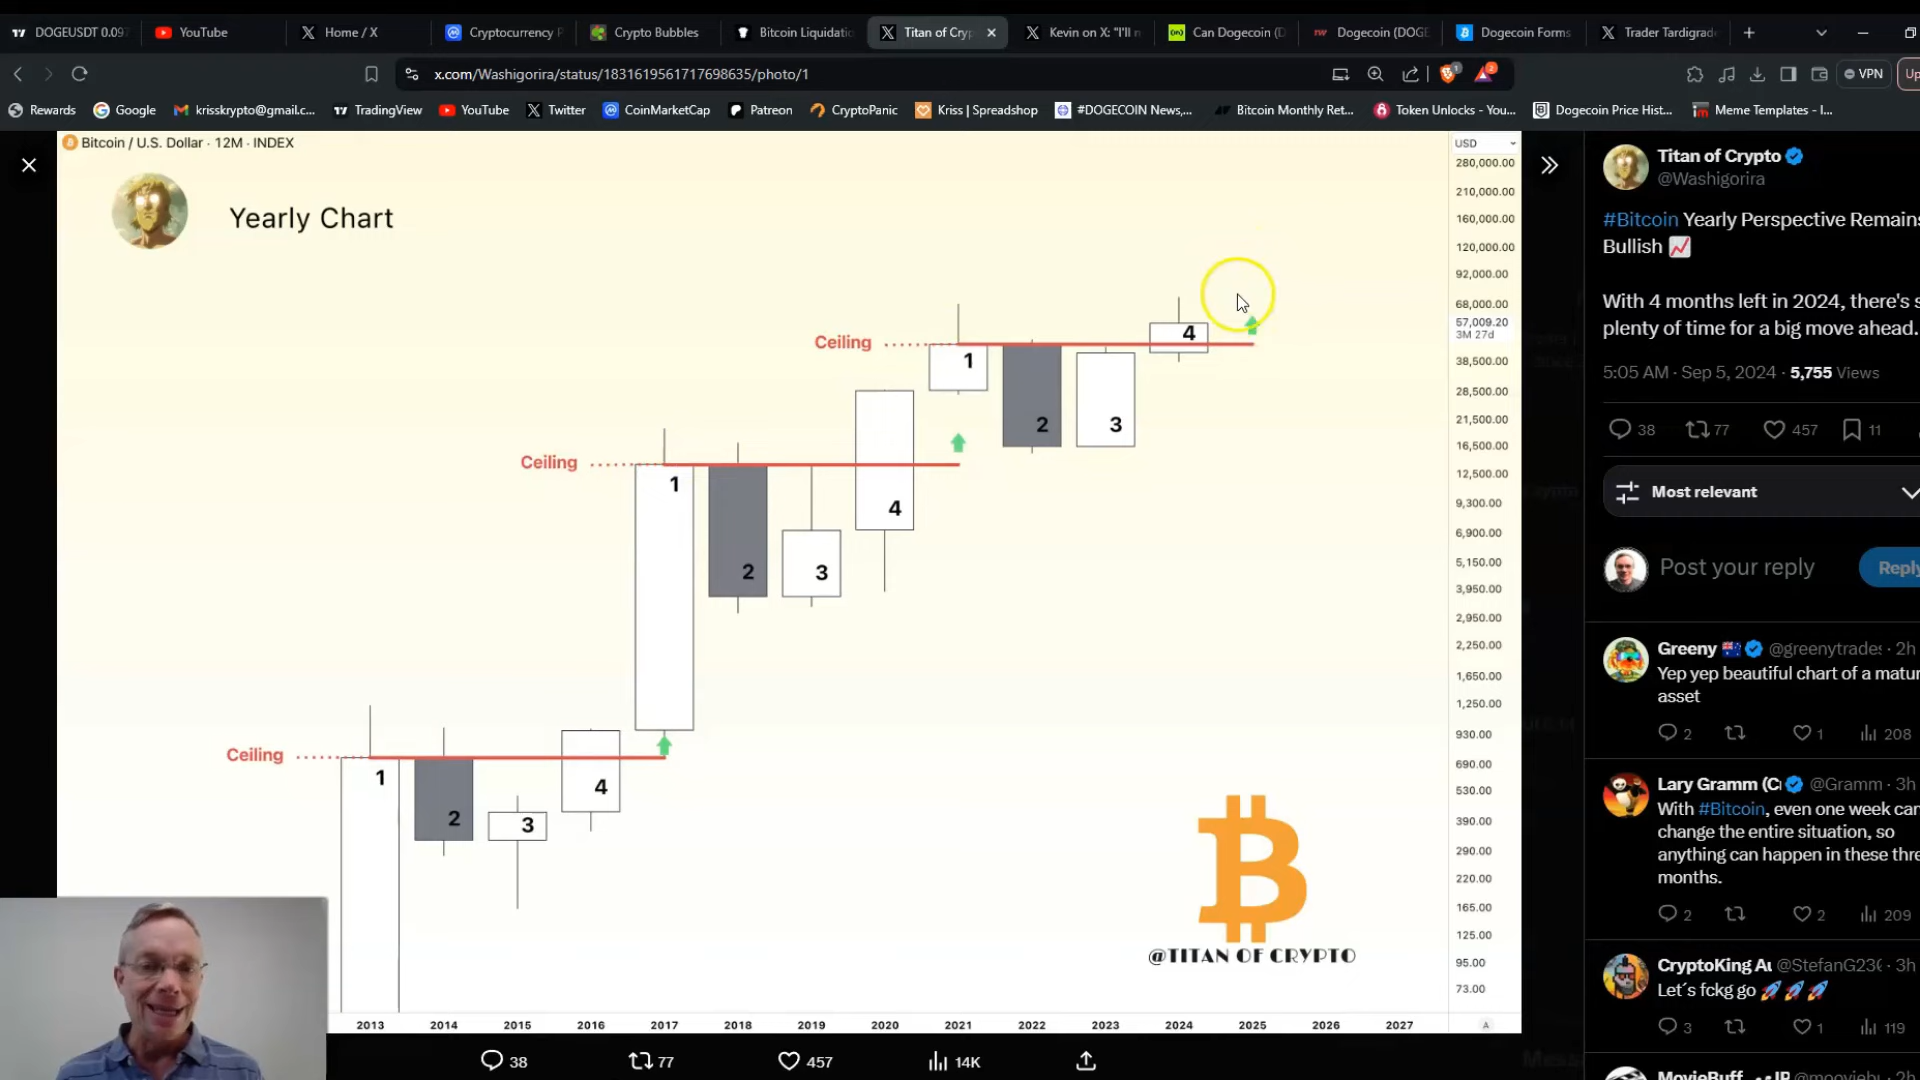 DOGEUSDT 0.097
YouTube
Home / X
Cryptocurrency P
Crypto Bubbles
Bitcoin Liquidatio
Titan of Cryp
Kevin on X: "I'll n
Can Dogecoin (D
Dogecoin (DOGE
Dogecoin Forms
Trader Tardigrad
x.com/Washigorira/status/1831619561717698635/photo/1
1
2
VPN
Up
Rewards
Google
krisskrypto@gmail.c...
TradingView
YouTube
Twitter
CoinMarketCap
Patreon
CryptoPanic
Kriss | Spreadshop
#DOGECOIN News,...
Bitcoin Monthly Ret...
Token Unlocks - You...
Dogecoin Price Hist...
Meme Templates - I...
Bitcoin / U.S. Dollar · 12M · INDEX
Yearly Chart
Ceiling
1
2
3
4
Ceiling
1
2
3
4
Ceiling
1
2
3
4
@TITAN OF CRYPTO
USD
280,000.00
210,000.00
160,000.00
120,000.00
92,000.00
68,000.00
57,009.20
3M 27d
38,500.00
28,500.00
21,500.00
16,500.00
12,500.00
9,300.00
6,900.00
5,150.00
3,950.00
2,950.00
2,250.00
1,650.00
1,250.00
930.00
690.00
530.00
390.00
290.00
220.00
165.00
125.00
95.00
73.00
2013 2014 2015 2016 2017 2018 2019 2020 2021 2022 2023 2024 2025 2026 2027
A
38 77 457 14K
Titan of Crypto
@Washigorira
#Bitcoin Yearly Perspective Remains
Bullish
With 4 months left in 2024, there's s
plenty of time for a big move ahead.
5:05 AM · Sep 5, 2024 · 5,755 Views
38 77 457 11
Most relevant
Post your reply
Reply
Greeny @greenytrades · 2h
Yep yep beautiful chart of a matur
asset
2 1 208
Lary Gramm (C @Gramm · 3h
With #Bitcoin, even one week can
change the entire situation, so
anything can happen in these thre
months.
2 2 209
CryptoKing Au @StefanG23 · 3h
Let´s fckg go
3 1 119